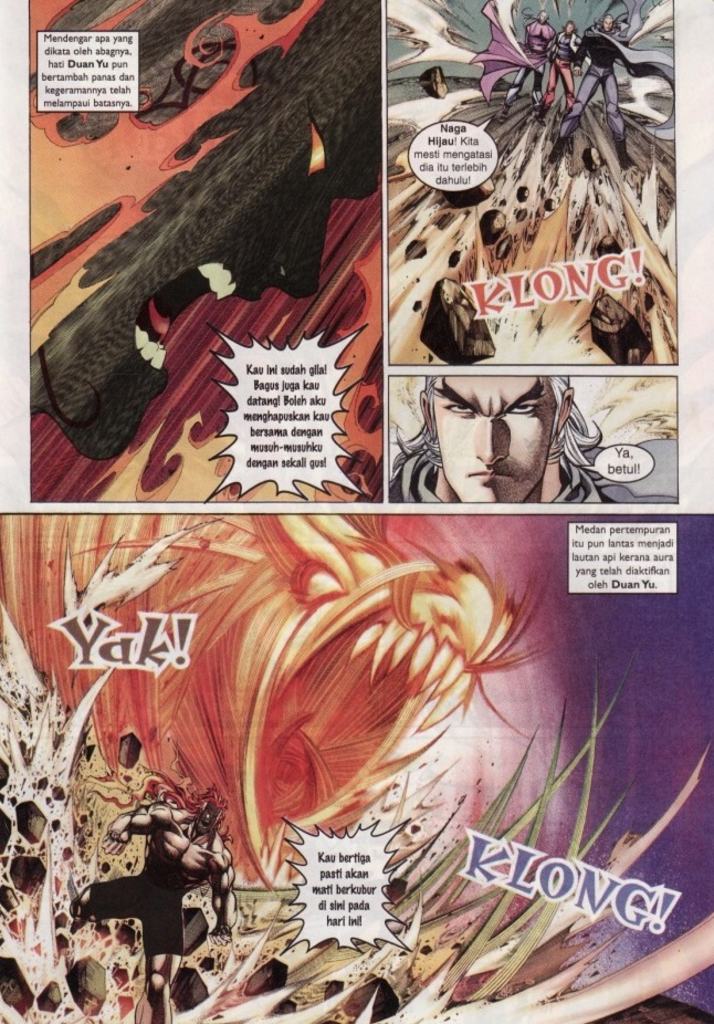 Mendengar apa yang
dikata oleh abagnya,
hati Duan Yu pun
bertambah panas dan
kegeramannya telah
melampaui batasnya.
Kau ini sudah gila!
Bagus juga kau
datang! Boleh aku
menghapuskan kau
bersama dengan
musuh-musuhku
dengan sekali gus!
Naga
Hijau! Kita
mesti mengatasi
dia itu terlebih
dahulu!
KLONG!
Ya,
betul!
Medan pertempuran
itu pun lantas menjadi
lautan api kerana aura
yang telah diaktifkan
oleh Duan Yu.
Yak!
Kau bertiga
pasti akan
mati berkubur
di sini pada
hari ini!
KLONG!